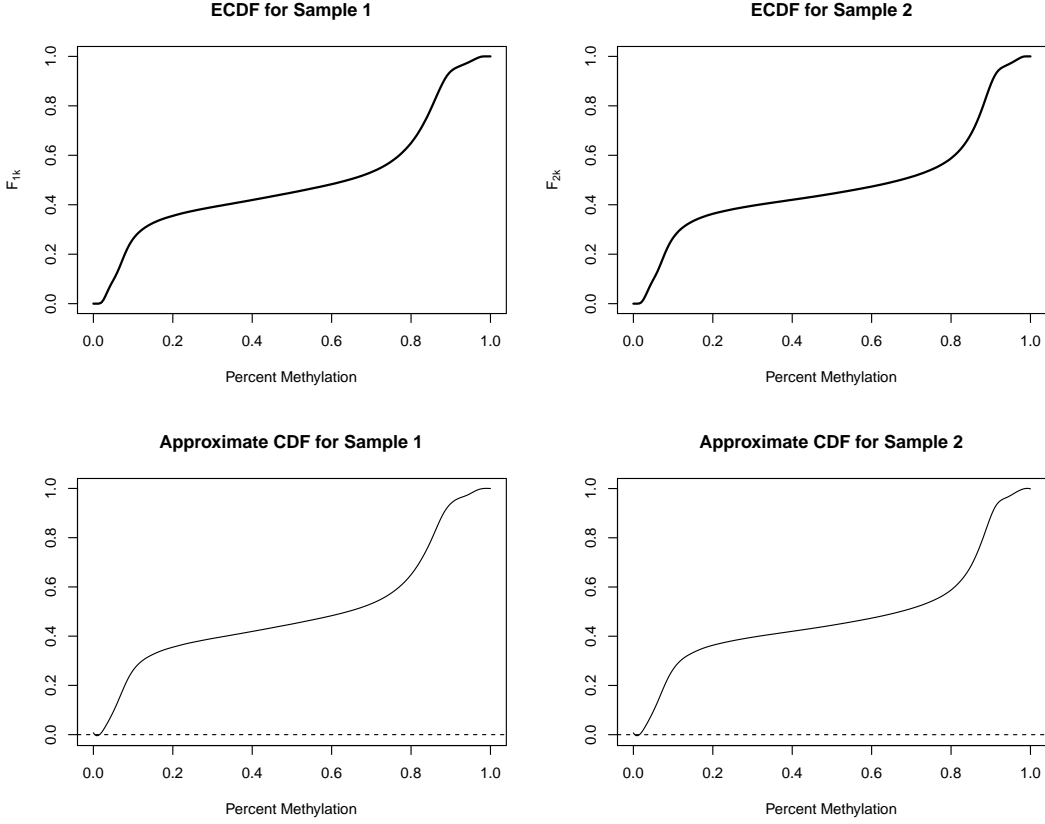 ECDF for Sample 1
F1k
1.0
0.8
0.6
0.4
0.2
0.0
0.0 0.2 0.4 0.6 0.8 1.0
Percent Methylation
ECDF for Sample 2
F2k
1.0
0.8
0.6
0.4
0.2
0.0
0.0 0.2 0.4 0.6 0.8 1.0
Percent Methylation
Approximate CDF for Sample 1
1.0
0.8
0.6
0.4
0.2
0.0
0.0 0.2 0.4 0.6 0.8 1.0
Percent Methylation
Approximate CDF for Sample 2
1.0
0.8
0.6
0.4
0.2
0.0
0.0 0.2 0.4 0.6 0.8 1.0
Percent Methylation